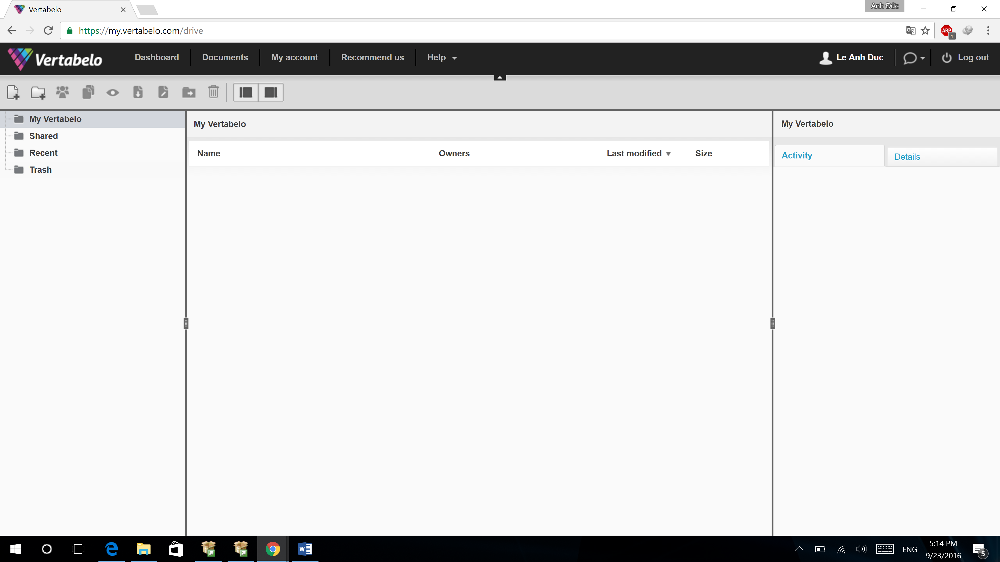 Vertabelo
Anh Đức
https://my.vertabelo.com/drive
ABP
1
Vertabelo
Dashboard
Documents
My account
Recommend us
Help
Le Anh Duc
Log out
My Vertabelo
Shared
Recent
Trash
My Vertabelo
Name
Owners
Last modified ▼
Size
My Vertabelo
Activity
Details
W
ENG
5:14 PM
9/23/2016
5